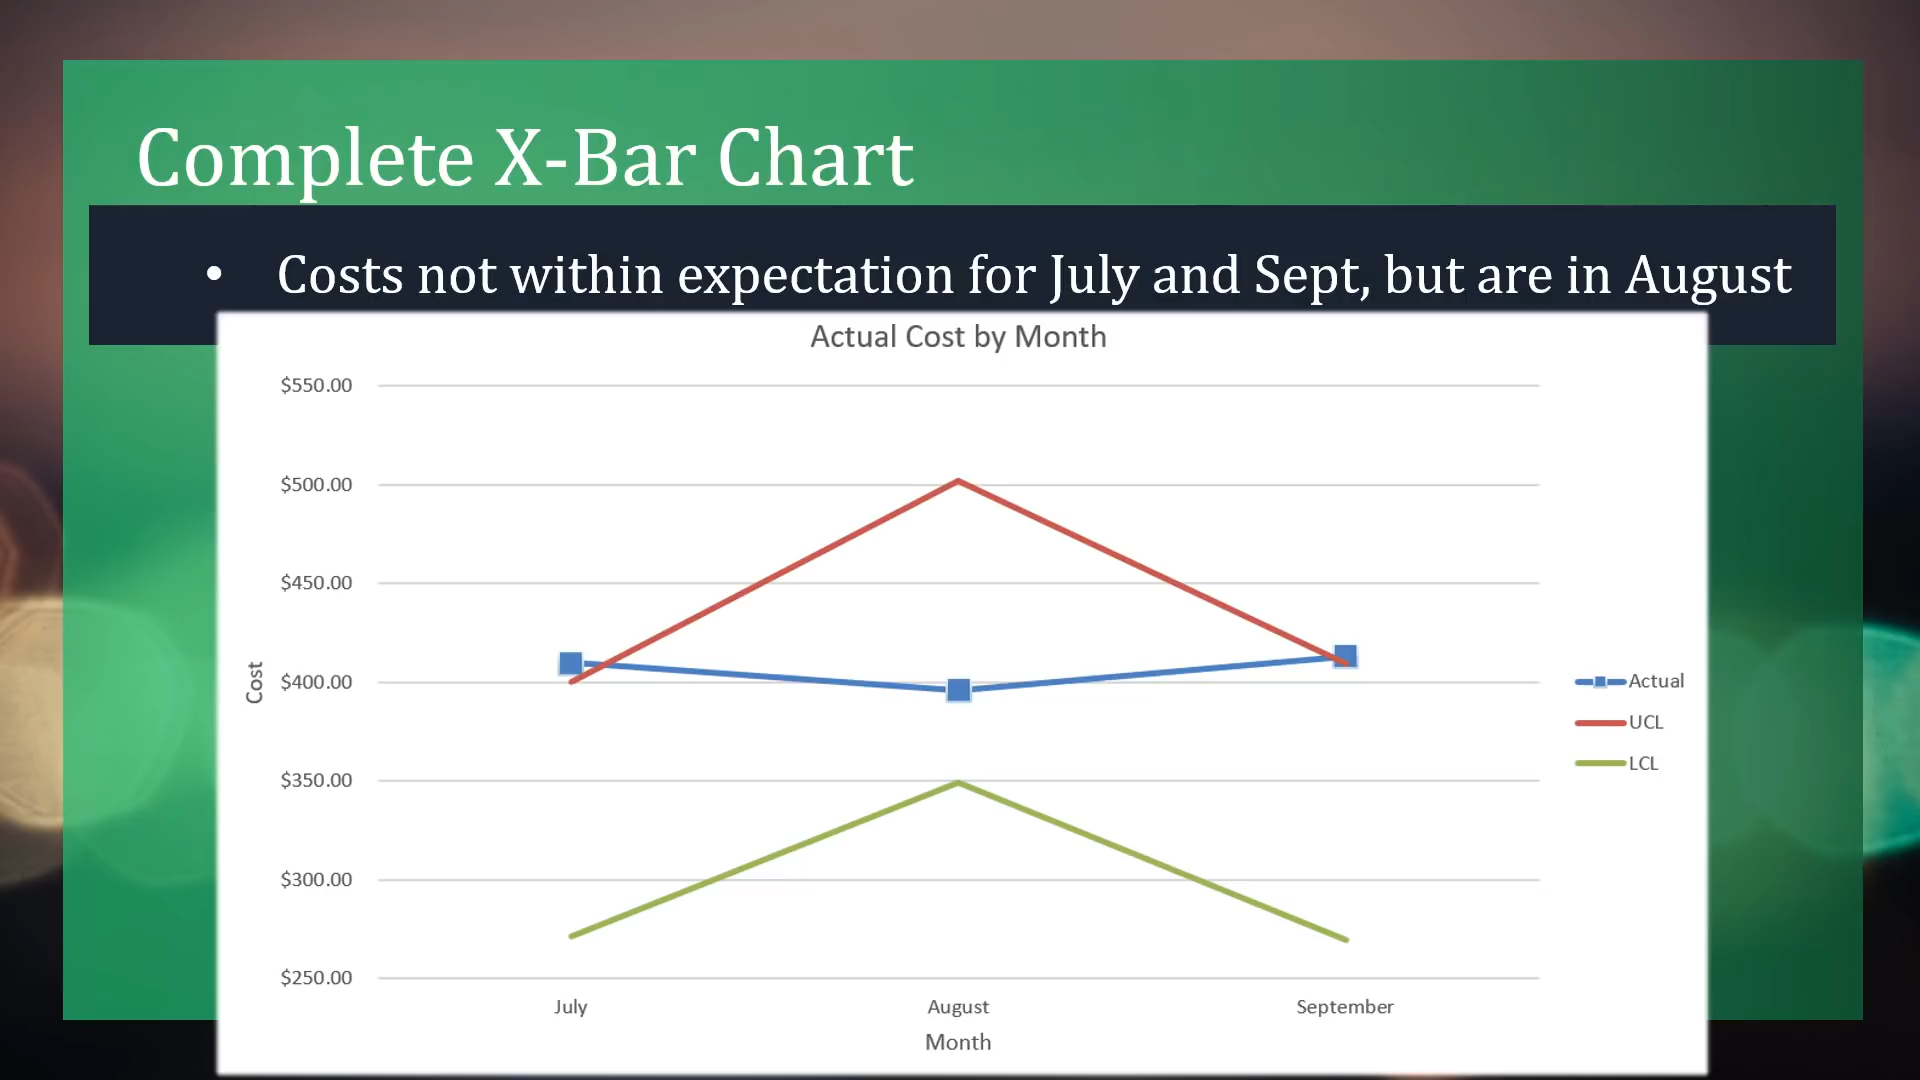 Complete X-Bar Chart
• Costs not within expectation for July and Sept, but are in August
Actual Cost by Month
$550.00
$500.00
$450.00
$400.00
$350.00
$300.00
$250.00
Cost
July August September
Month
Actual
UCL
LCL